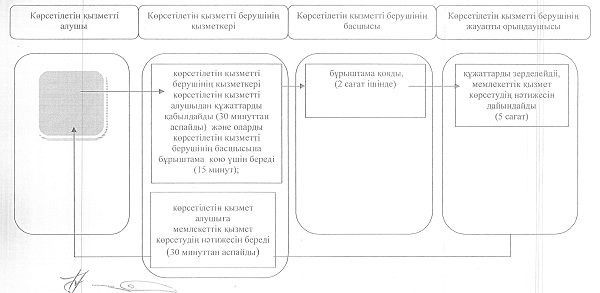 Көрсетілетін қызметті
алушы
Көрсетілетін қызметті берушінің
қызметкері
Көрсетілетін қызметті берушінің
басшысы
Көрсетілетін қызметті берушінің
жауапты орындаушысы
көрсетілетін қызметті
берушінің қызметкері
көрсетілетін қызметті
алушыдан құжаттарды
қабылдайды (30 минуттан
аспайды) және оларды
көрсетілетін қызметті
берушінің басшысына
бұрыштама қою үшін береді
(15 минут);
бұрыштама қояды,
(2 сағат ішінде)
құжаттарды зерделейді,
мемлекеттік қызмет
көрсетудің нәтижесін
дайындайды
(5 сағат)
көрсетілетін қызмет
алушыға
мемлекеттік қызмет
көрсетудің нәтижесін береді
(30 минуттан аспайды)